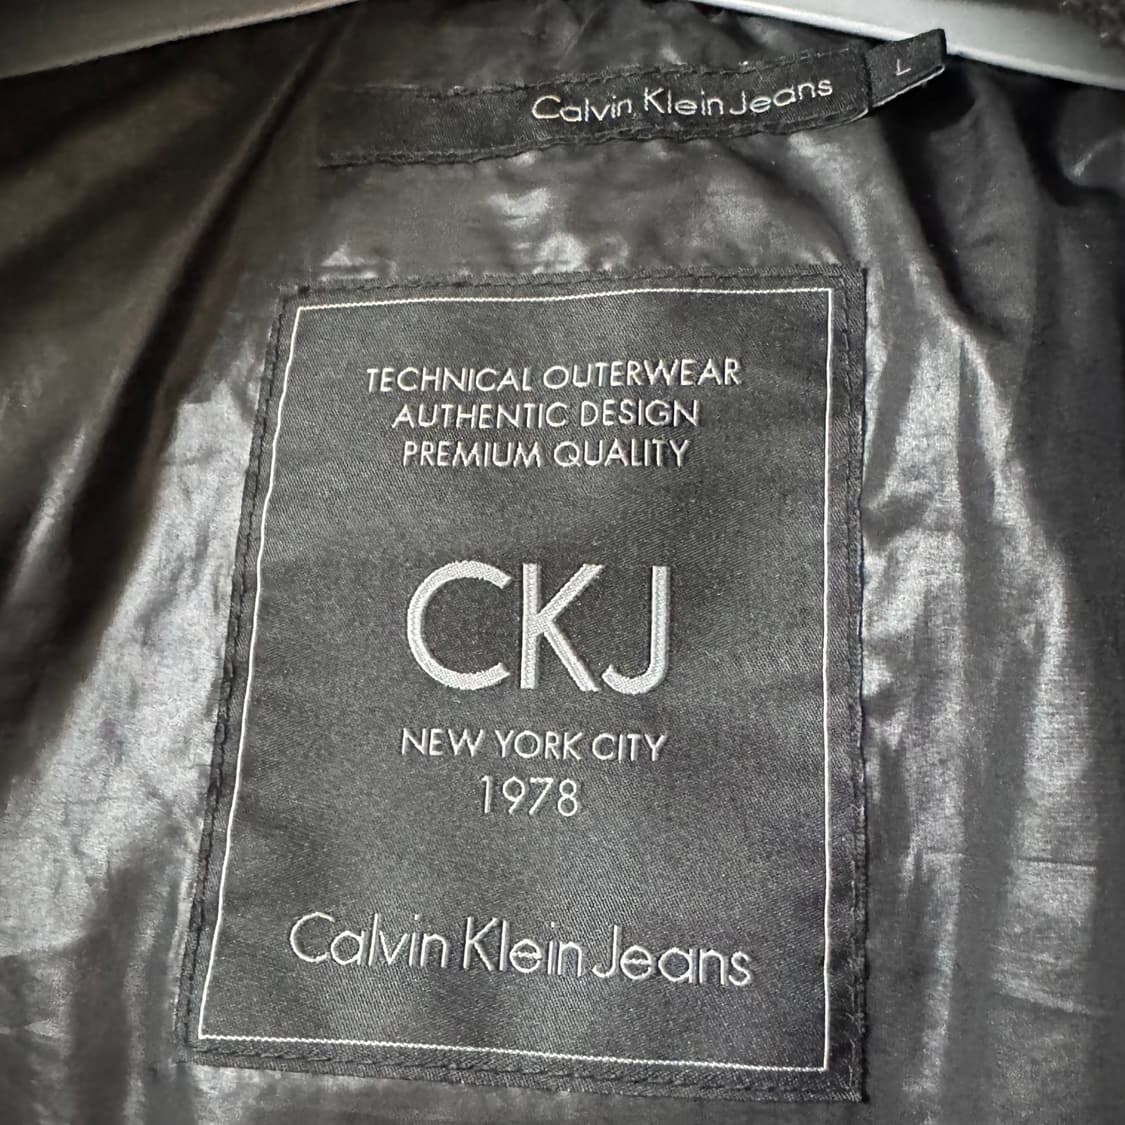 Calvin Klein Jeans
L
TECHNICAL OUTERWEAR
AUTHENTIC DESIGN
PREMIUM QUALITY
CKJ
NEW YORK CITY
1978
Calvin Klein Jeans